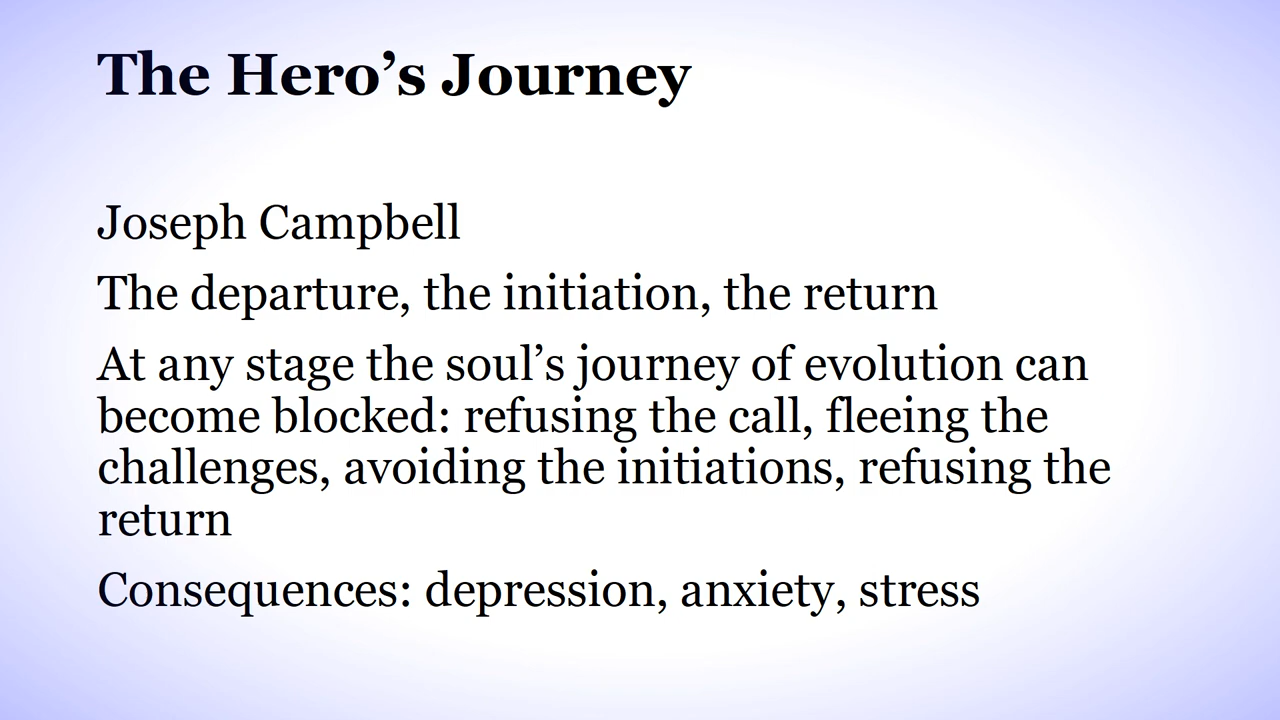 The Hero’s Journey
Joseph Campbell
The departure, the initiation, the return
At any stage the soul’s journey of evolution can
become blocked: refusing the call, fleeing the
challenges, avoiding the initiations, refusing the
return
Consequences: depression, anxiety, stress